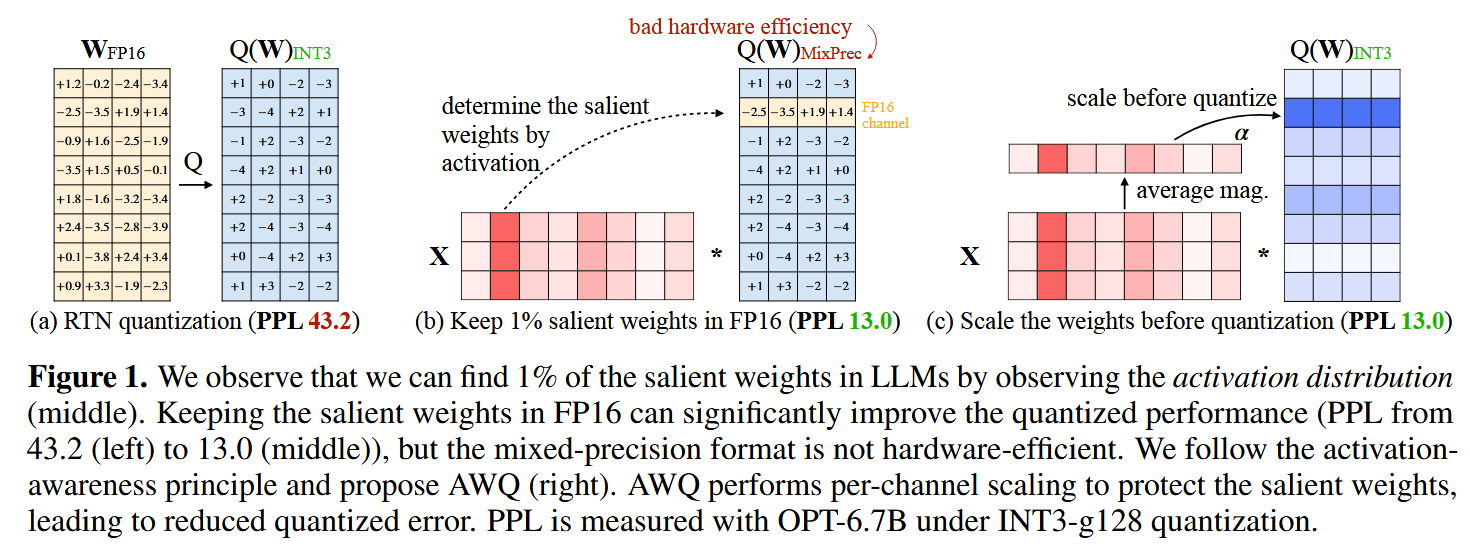 bad hardware efficiency
W_FP16 Q(W)_INT3 Q(W)_MixPrec Q(W)_INT3
+1.2 −0.2 −2.4 −3.4
−2.5 −3.5 +1.9 +1.4
−0.9 +1.6 −2.5 −1.9
−3.5 +1.5 +0.5 −0.1
+1.8 −1.6 −3.2 −3.4
+2.4 −3.5 −2.8 −3.9
+0.1 −3.8 +2.4 +3.4
+0.9 +3.3 −1.9 −2.3
Q
+1 +0 −2 −3
−3 −4 +2 +1
−1 +2 −3 −2
−4 +2 +1 +0
+2 −2 −3 −3
+2 −4 −3 −4
+0 −4 +2 +3
+1 +3 −2 −2
(a) RTN quantization (PPL 43.2)
determine the salient
weights by
activation
X
*
+1 +0 −2 −3
−2.5 −3.5 +1.9 +1.4
−1 +2 −3 −2
−4 +2 +1 +0
+2 −2 −3 −3
+2 −4 −3 −4
+0 −4 +2 +3
+1 +3 −2 −2
FP16
channel
(b) Keep 1% salient weights in FP16 (PPL 13.0)
scale before quantize
α
average mag.
X
*
(c) Scale the weights before quantization (PPL 13.0)
Figure 1. We observe that we can find 1% of the salient weights in LLMs by observing the activation distribution
(middle). Keeping the salient weights in FP16 can significantly improve the quantized performance (PPL from
43.2 (left) to 13.0 (middle)), but the mixed-precision format is not hardware-efficient. We follow the activation-
awareness principle and propose AWQ (right). AWQ performs per-channel scaling to protect the salient weights,
leading to reduced quantized error. PPL is measured with OPT-6.7B under INT3-g128 quantization.